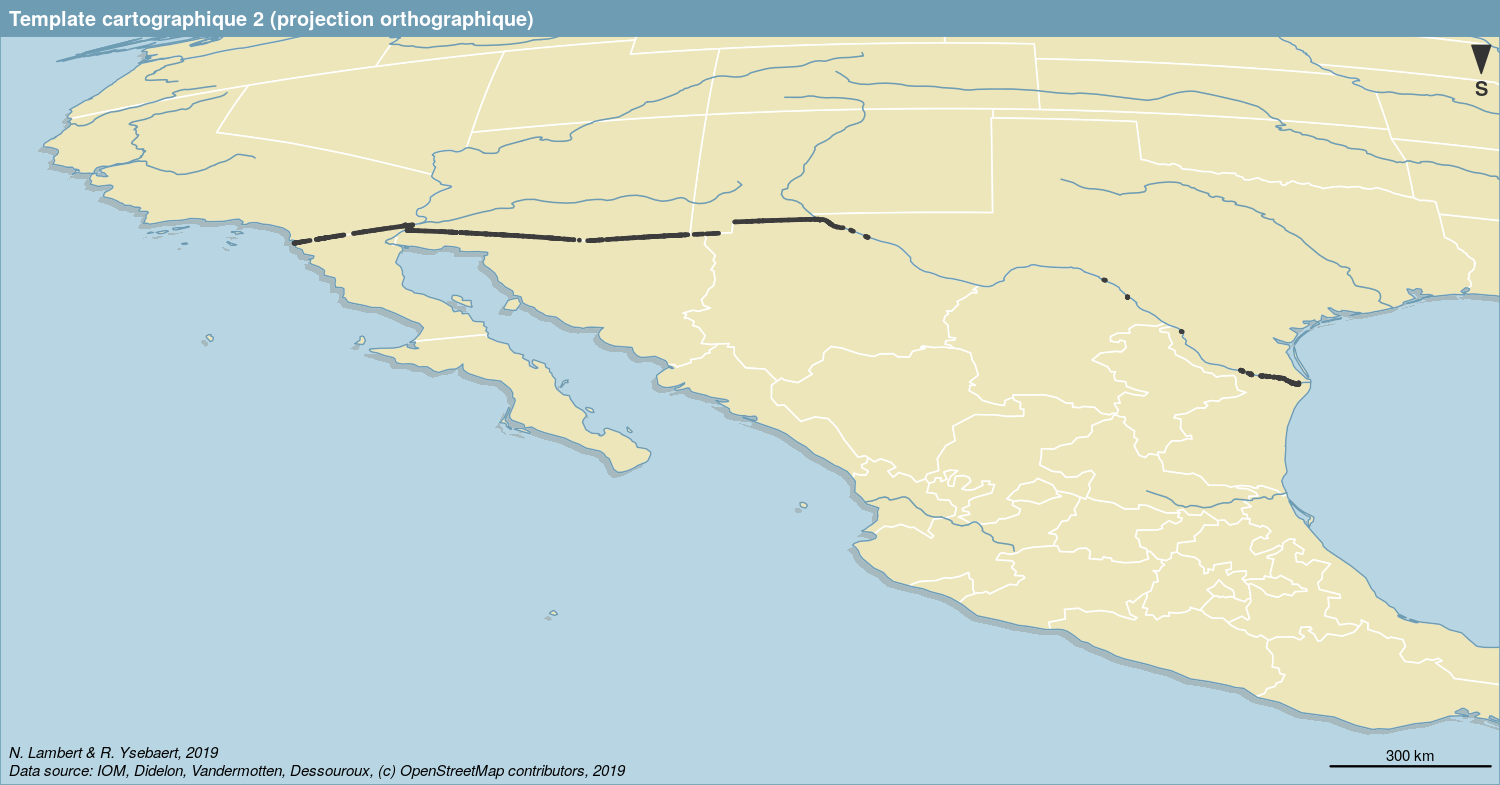 Template cartographique 2 (projection orthographique)
S
N. Lambert & R. Ysebaert, 2019
Data source: IOM, Didelon, Vandermotten, Dessouroux, (c) OpenStreetMap contributors, 2019
300 km